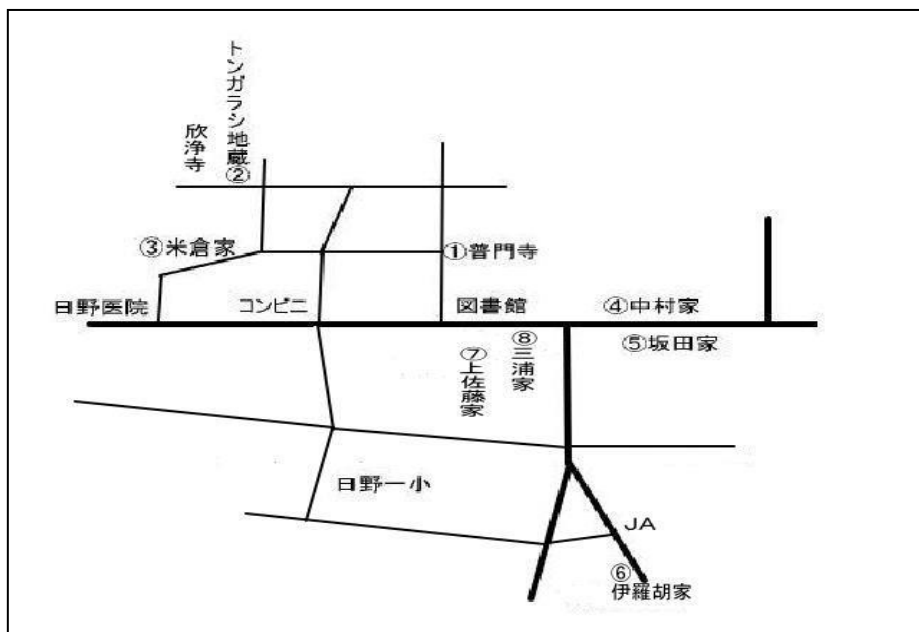 トンガラシ地蔵②
欣浄寺
③米倉家
①普門寺
日野医院
コンビニ
図書館
④中村家
⑤坂田家
⑧三浦家
⑦上佐藤家
日野一小
JA
⑥
伊羅胡家